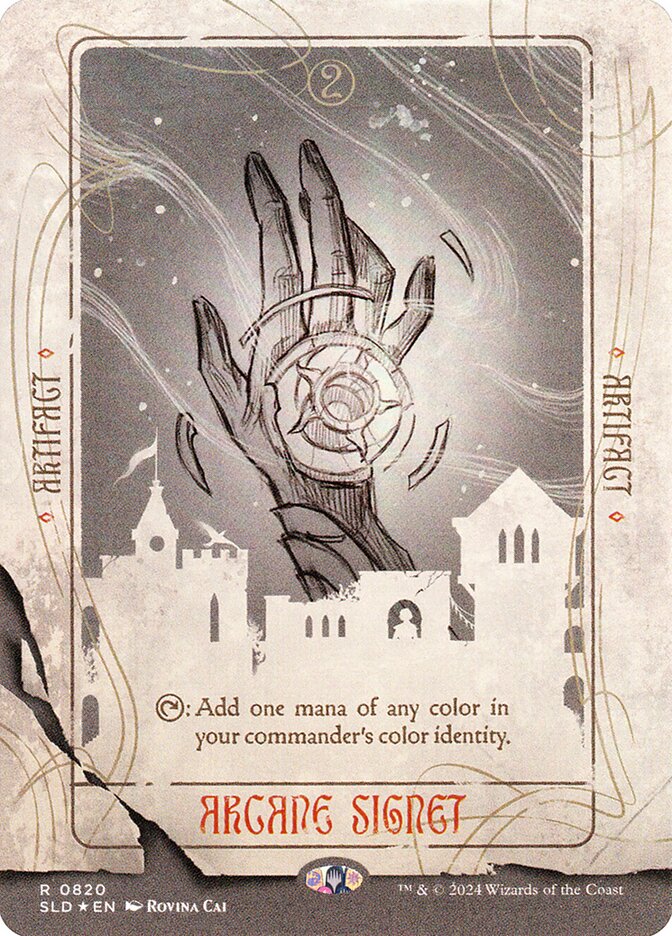 2
ARTIFACT
ARTIFACT
: Add one mana of any color in
your commander's color identity.
ARCANE SIGNET
R 0820
SLD ★ EN Rovina Cai
™ & © 2024 Wizards of the Coast